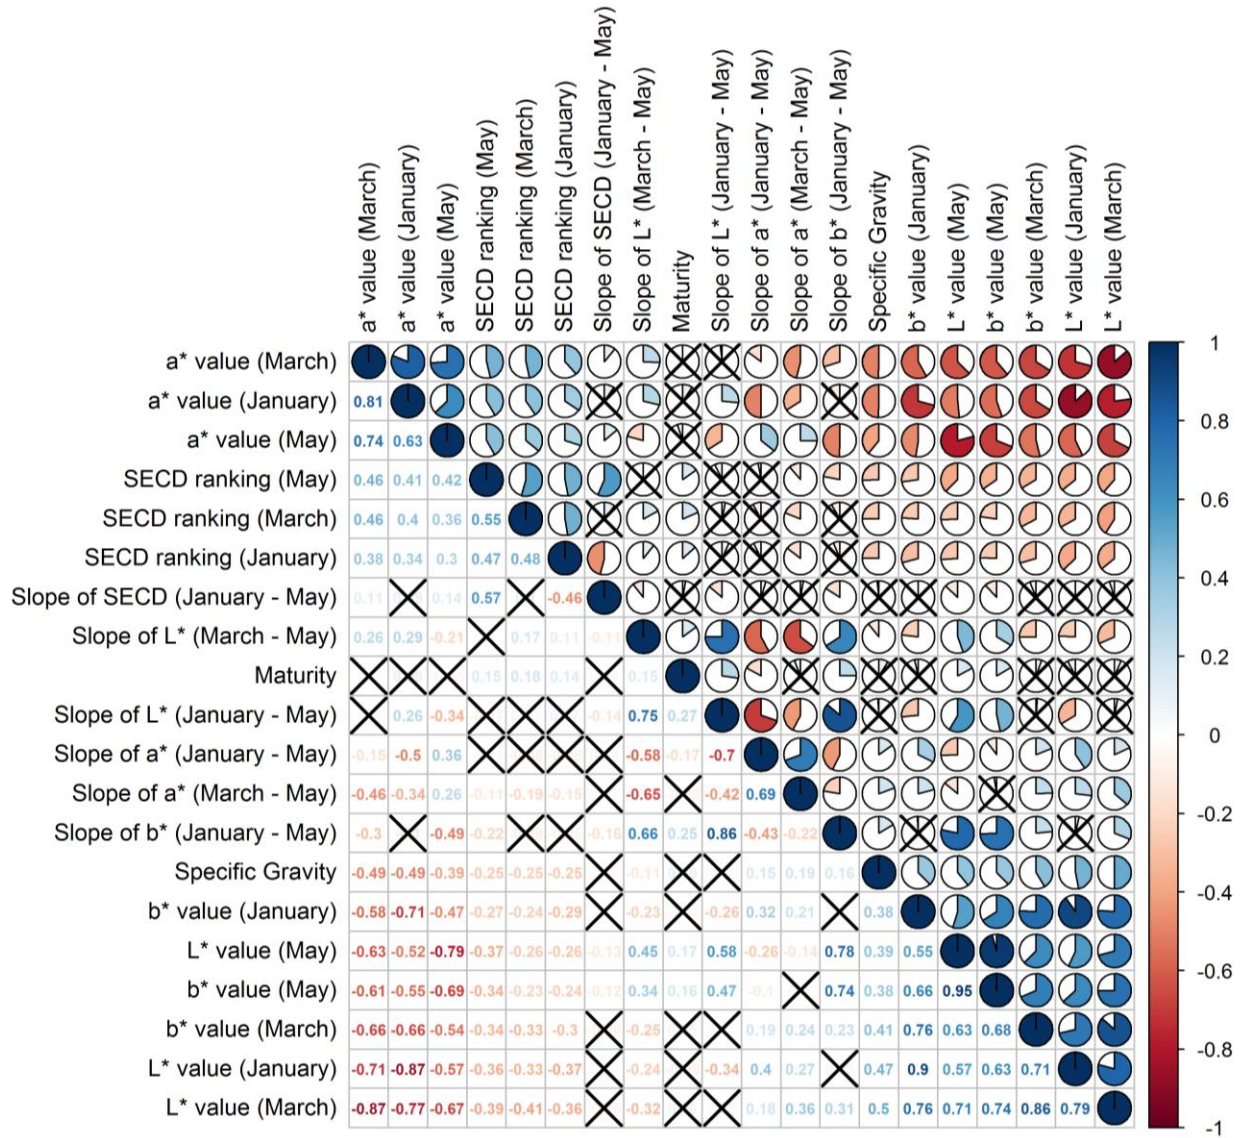 a* value (March)
a* value (January)
a* value (May)
SECD ranking (May)
SECD ranking (March)
SECD ranking (January)
Slope of SECD (January - May)
Slope of L* (March - May)
Maturity
Slope of L* (January - May)
Slope of a* (January - May)
Slope of a* (March - May)
Slope of b* (January - May)
Specific Gravity
b* value (January)
L* value (May)
b* value (May)
b* value (March)
L* value (January)
L* value (March)
a* value (March)
a* value (January) 0.81
a* value (May) 0.74 0.63
SECD ranking (May) 0.46 0.41 0.42
SECD ranking (March) 0.46 0.4 0.36 0.55
SECD ranking (January) 0.38 0.34 0.3 0.47 0.48
Slope of SECD (January - May) 0.11 0.14 0.57 -0.46
Slope of L* (March - May) 0.26 0.29 -0.21 0.17 0.11 -0.11
Maturity 0.15 0.18 0.14 0.15
Slope of L* (January - May) 0.26 -0.34 -0.14 0.75 0.27
Slope of a* (January - May) -0.15 -0.5 0.36 -0.58 -0.17 -0.7
Slope of a* (March - May) -0.46 -0.34 0.26 -0.11 -0.19 -0.15 -0.65 -0.42 0.69
Slope of b* (January - May) -0.3 -0.49 -0.22 -0.16 0.66 0.25 0.86 -0.43 -0.22
Specific Gravity -0.49 -0.49 -0.39 -0.25 -0.25 -0.25 -0.11 0.15 0.19 0.16
b* value (January) -0.58 -0.71 -0.47 -0.27 -0.24 -0.29 -0.23 -0.26 0.32 0.21 0.38
L* value (May) -0.63 -0.52 -0.79 -0.37 -0.26 -0.26 -0.13 0.45 0.17 0.58 -0.26 -0.14 0.78 0.39 0.55
b* value (May) -0.61 -0.55 -0.69 -0.34 -0.23 -0.24 -0.12 0.34 0.16 0.47 -0.1 0.74 0.38 0.66 0.95
b* value (March) -0.66 -0.66 -0.54 -0.34 -0.33 -0.3 -0.25 0.19 0.24 0.23 0.41 0.76 0.63 0.68
L* value (January) -0.71 -0.87 -0.57 -0.36 -0.33 -0.37 -0.24 -0.34 0.4 0.27 0.47 0.9 0.57 0.63 0.71
L* value (March) -0.87 -0.77 -0.67 -0.39 -0.41 -0.36 -0.32 0.18 0.36 0.31 0.5 0.76 0.71 0.74 0.86 0.79
1
0.8
0.6
0.4
0.2
0
-0.2
-0.4
-0.6
-0.8
-1